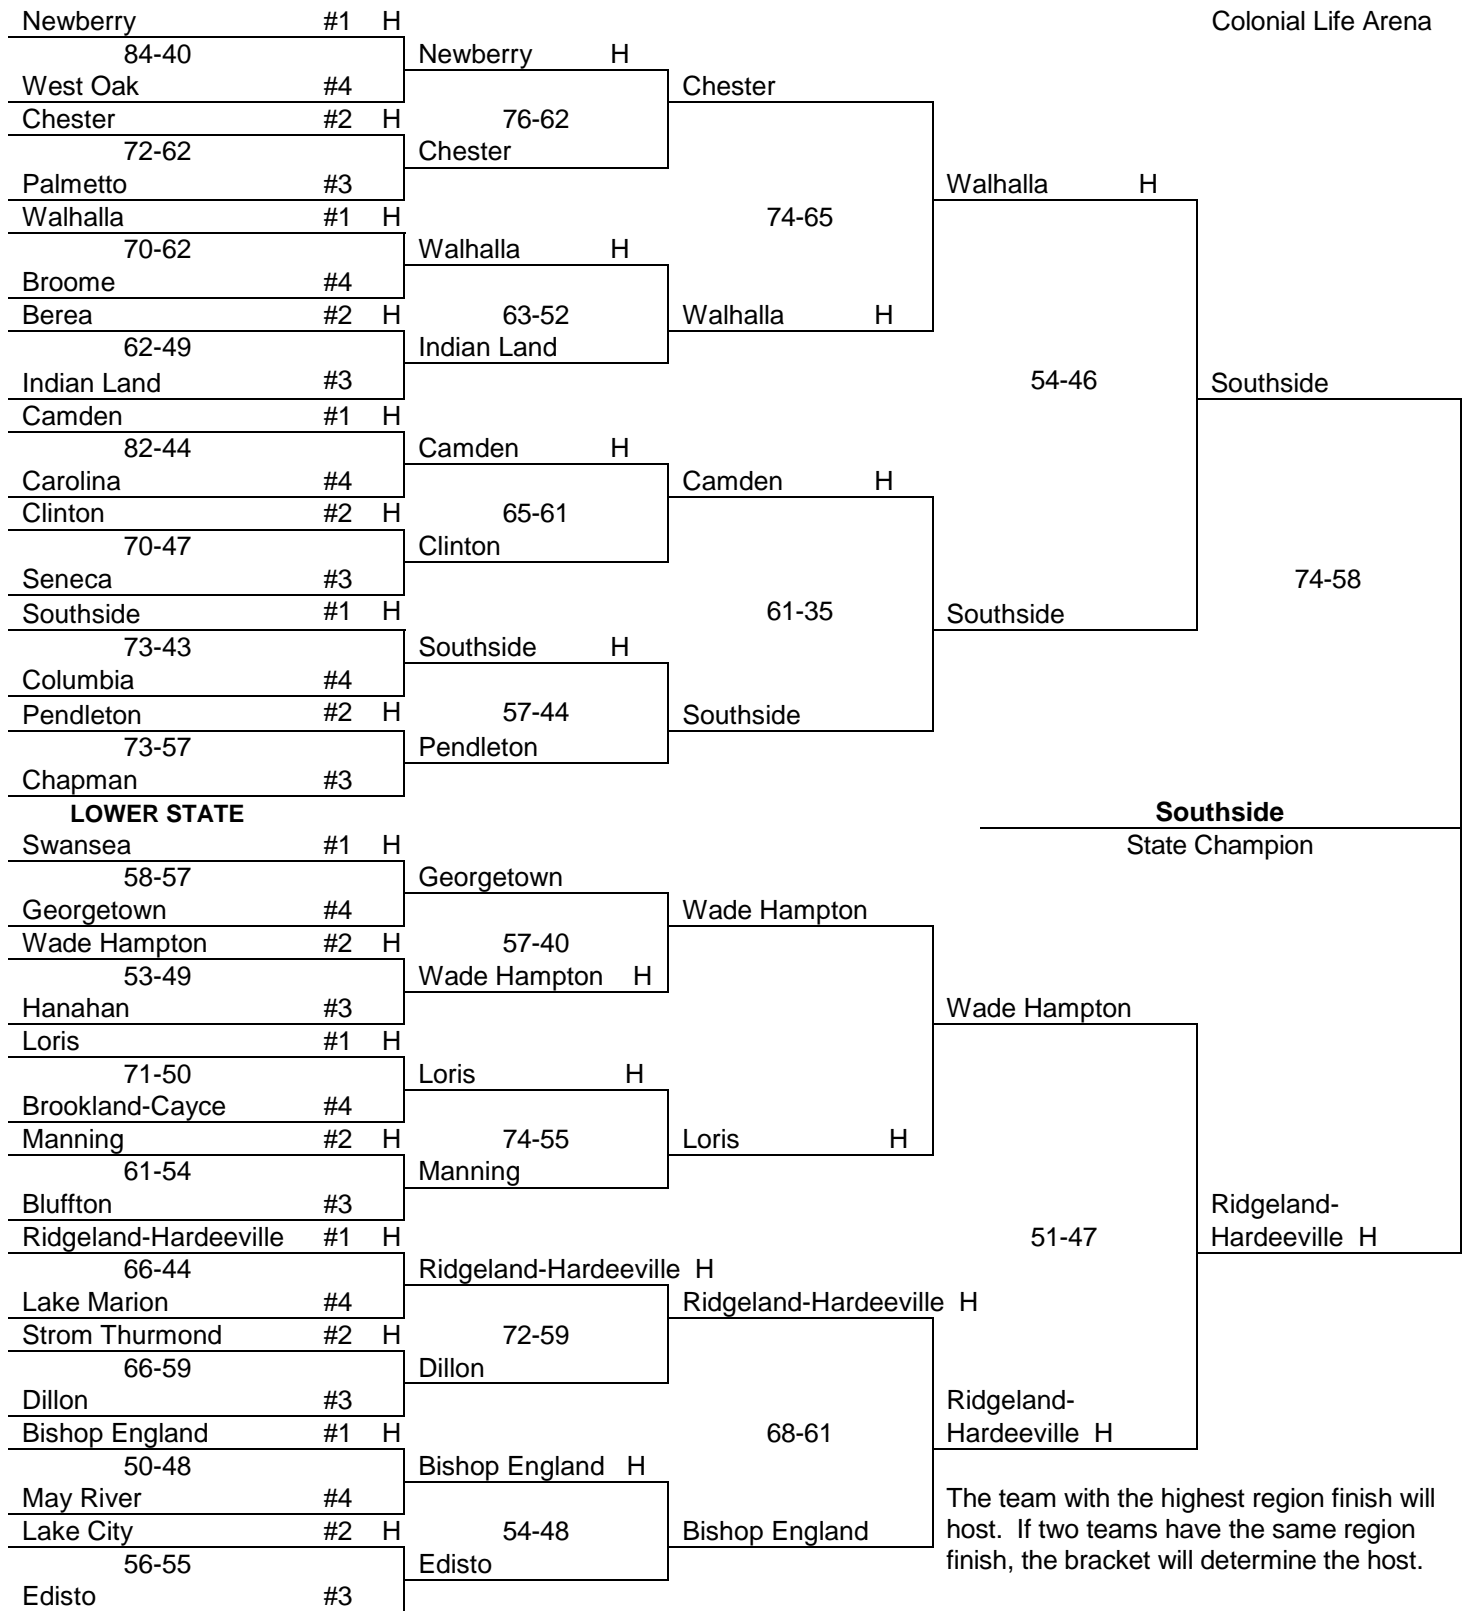 Newberry #1 H
Colonial Life Arena
84-40
Newberry H
West Oak #4
Chester
Chester #2 H
76-62
72-62
Chester
Palmetto #3
Walhalla H
Walhalla #1 H
74-65
70-62
Walhalla H
Broome #4
Berea #2 H
63-52
Walhalla H
62-49
Indian Land
Indian Land #3
54-46
Southside
Camden #1 H
82-44
Camden H
Carolina #4
Camden H
Clinton #2 H
65-61
70-47
Clinton
Seneca #3
74-58
Southside #1 H
61-35
Southside
73-43
Southside H
Columbia #4
Pendleton #2 H
57-44
Southside
73-57
Pendleton
Chapman #3
LOWER STATE
Southside
Swansea #1 H
State Champion
58-57
Georgetown
Georgetown #4
Wade Hampton
Wade Hampton #2 H
57-40
53-49
Wade Hampton H
Hanahan #3
Wade Hampton
Loris #1 H
71-50
Loris H
Brookland-Cayce #4
Manning #2 H
74-55
Loris H
61-54
Manning
Bluffton #3
Ridgeland-
Ridgeland-Hardeeville #1 H
51-47
Hardeeville H
66-44
Ridgeland-Hardeeville H
Lake Marion #4
Ridgeland-Hardeeville H
Strom Thurmond #2 H
72-59
66-59
Dillon
Dillon #3
Ridgeland-
Bishop England #1 H
68-61
Hardeeville H
50-48
Bishop England H
May River #4
The team with the highest region finish will
Lake City #2 H
54-48
Bishop England
host. If two teams have the same region
56-55
Edisto
finish, the bracket will determine the host.
Edisto #3